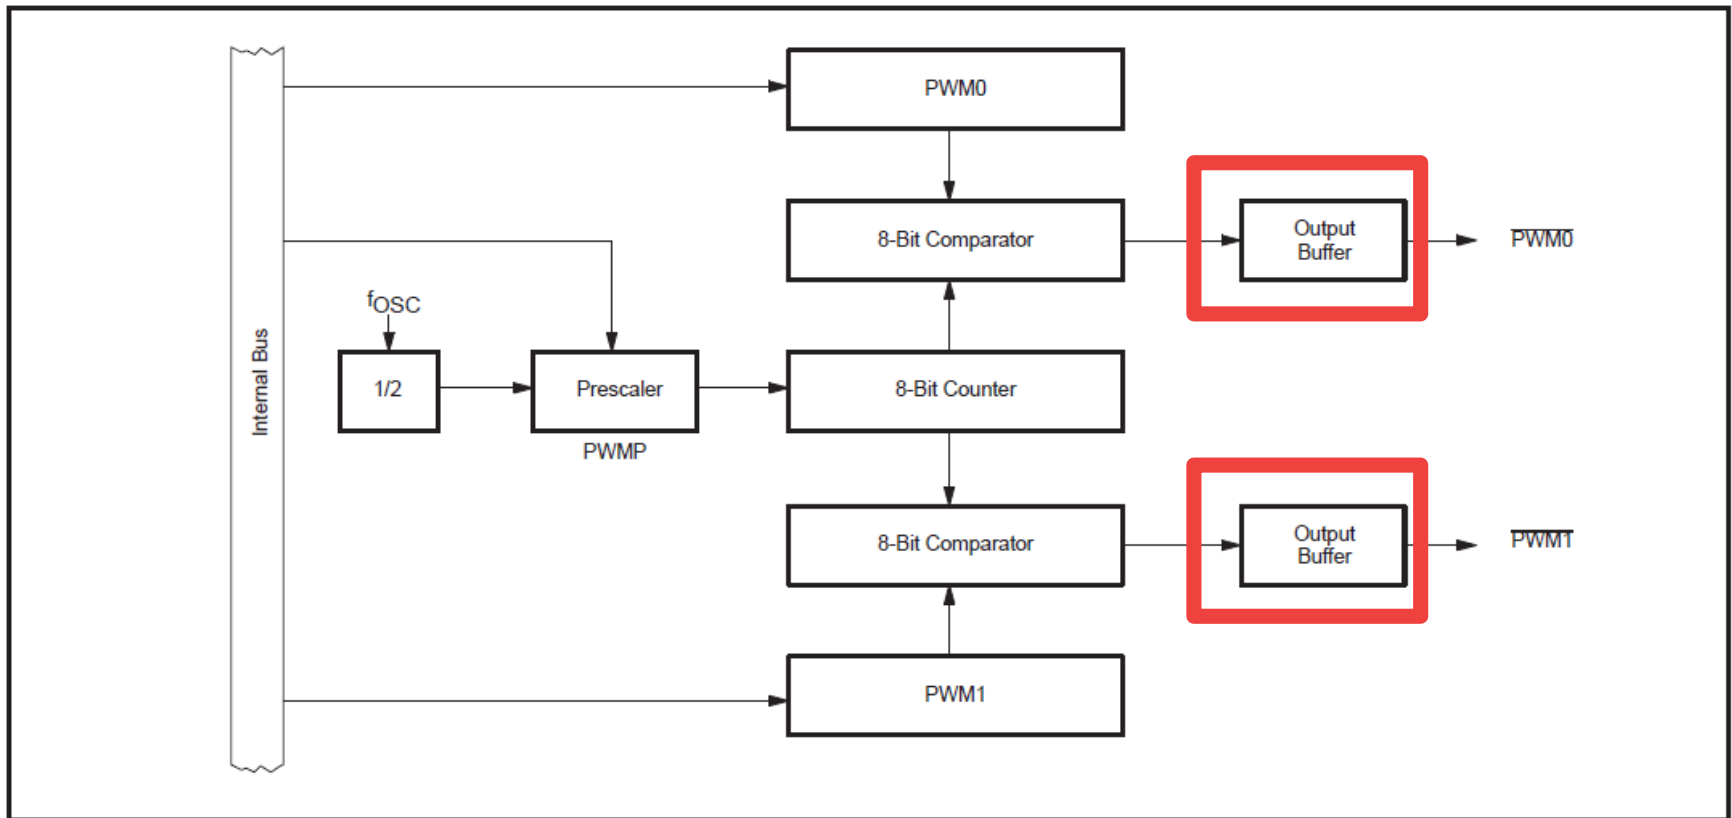 PWM0
8-Bit Comparator
Output
Buffer
PWM0
fOSC
Internal Bus
1/2
Prescaler
8-Bit Counter
PWMP
8-Bit Comparator
Output
Buffer
PWM1
PWM1